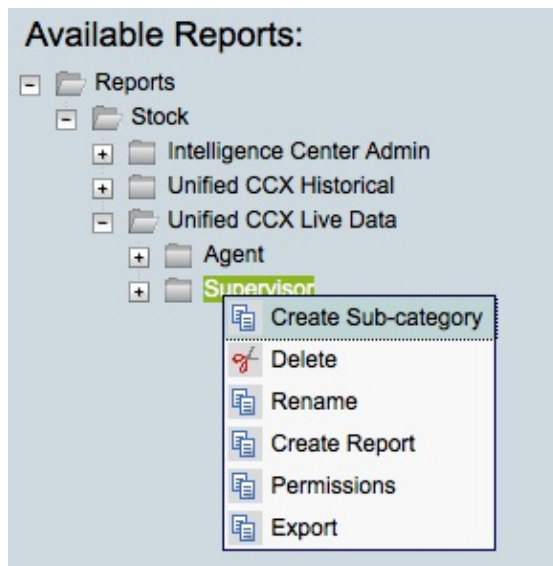 Available Reports:
Reports
Stock
Intelligence Center Admin
Unified CCX Historical
Unified CCX Live Data
Agent
Supervisor
Create Sub-category
Delete
Rename
Create Report
Permissions
Export